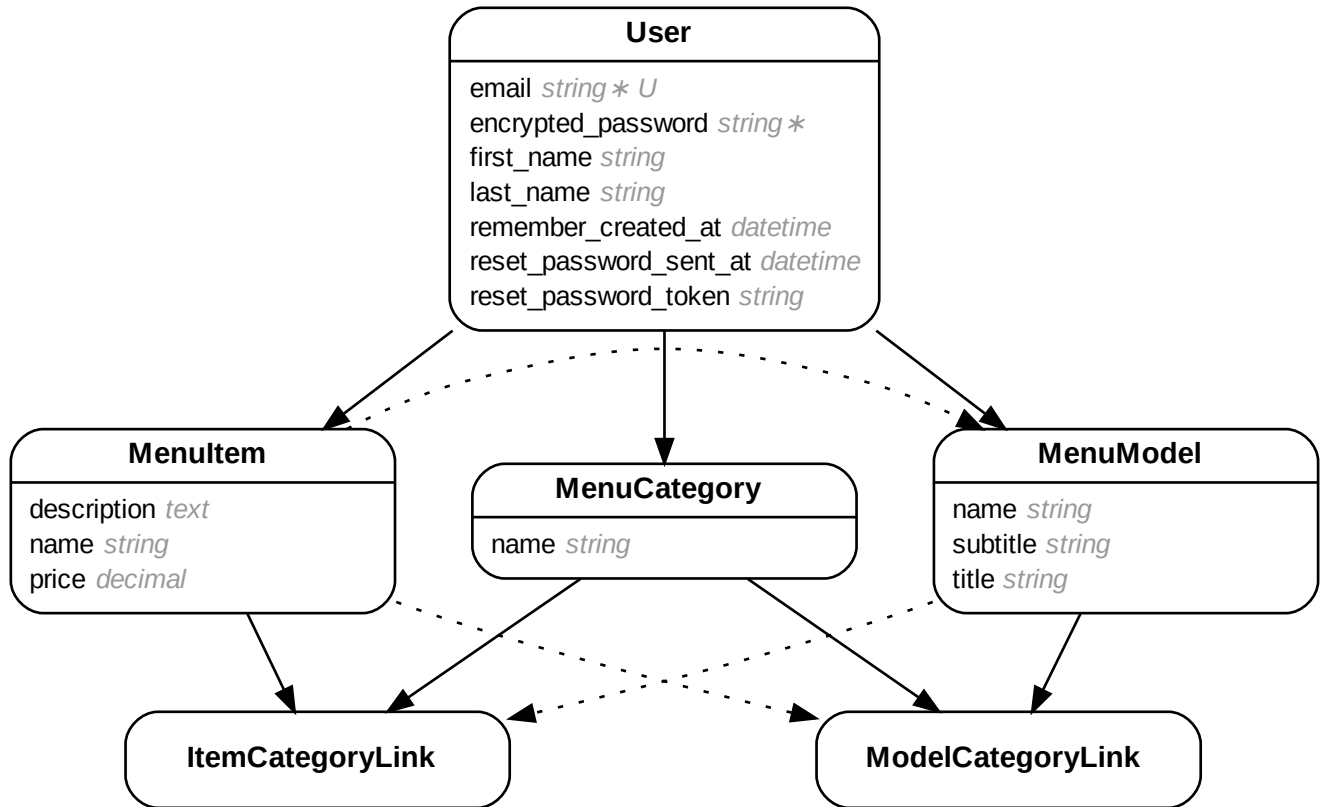 User
email string ∗ U
encrypted_password string ∗
first_name string
last_name string
remember_created_at datetime
reset_password_sent_at datetime
reset_password_token string
MenuItem
description text
name string
price decimal
MenuCategory
name string
MenuModel
name string
subtitle string
title string
ItemCategoryLink
ModelCategoryLink